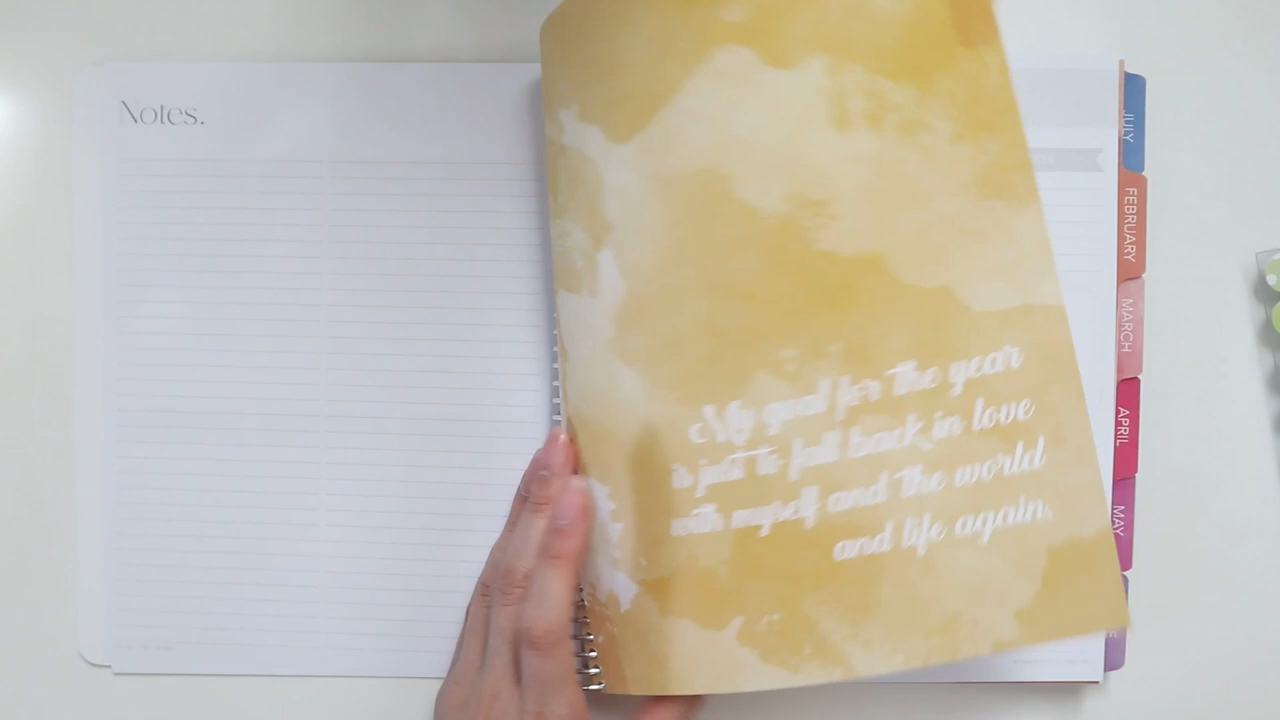 Notes.
My goal for the year
is just to fall back in love
with myself and the world
and life again.
JULY
FEBRUARY
MARCH
APRIL
MAY
E